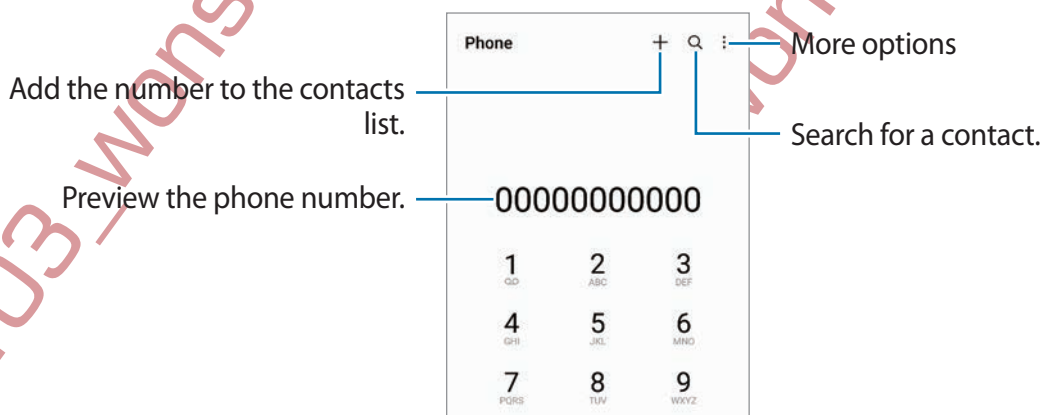 Phone
More options
Add the number to the contacts
list.
Search for a contact.
Preview the phone number.
00000000000
1 2 3
ABC DEF
4 5 6
GHI JKL MNO
7 8 9
PQRS TUV WXYZ